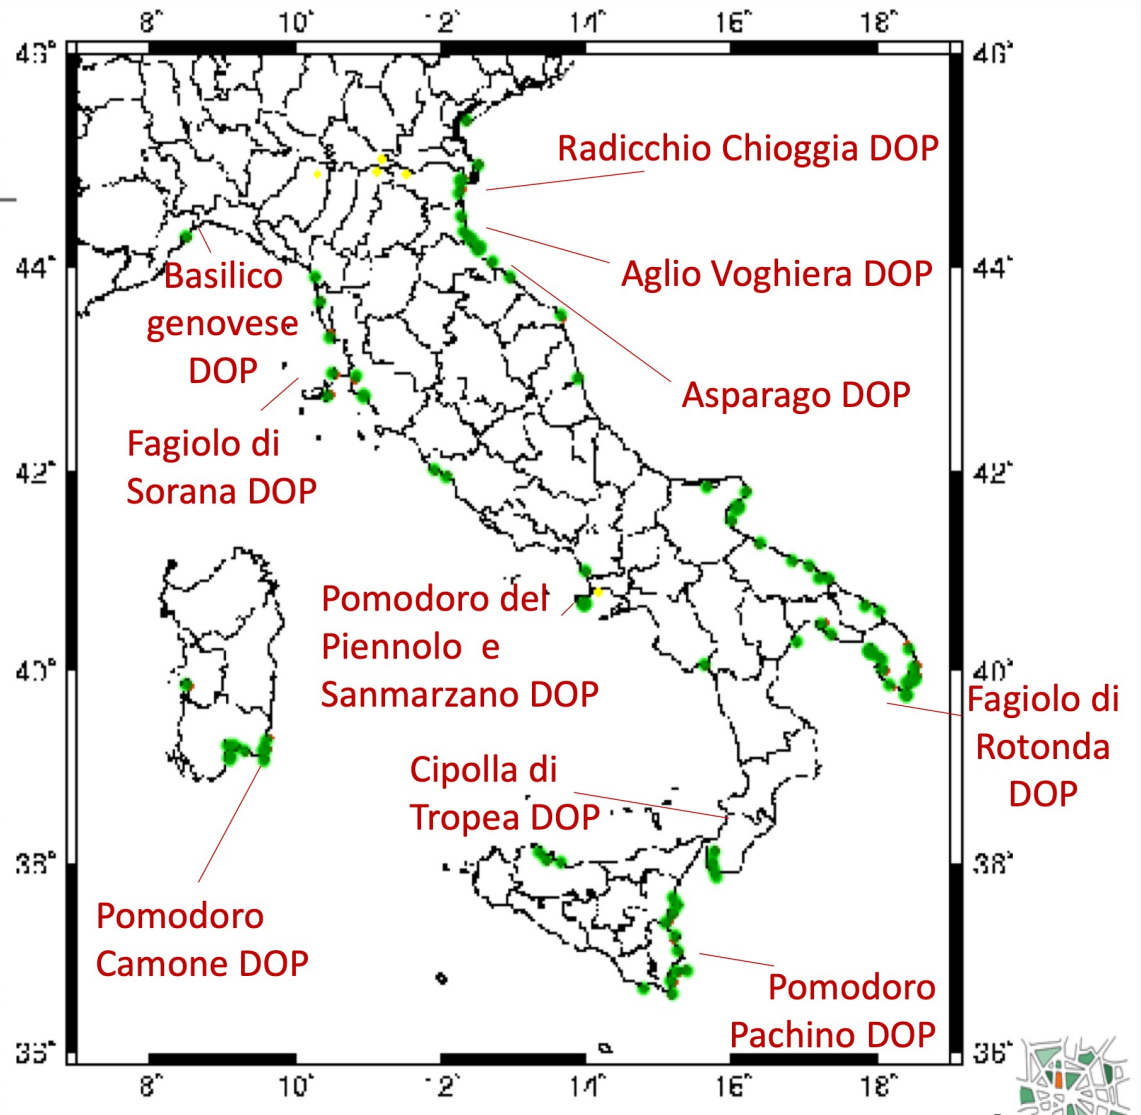 8° 10° 12° 14° 16° 18°
46° 46°
Radicchio Chioggia DOP
44° 44°
Basilico
genovese
DOP
Aglio Voghiera DOP
Asparago DOP
Fagiolo di
Sorana DOP
42° 42°
Pomodoro del
Piennolo e
Sanmarzano DOP
40° 40°
Fagiolo di
Rotonda
DOP
Cipolla di
Tropea DOP
38° 38°
Pomodoro
Camone DOP
Pomodoro
Pachino DOP
36° 36°
8° 10° 12° 14° 16° 18°